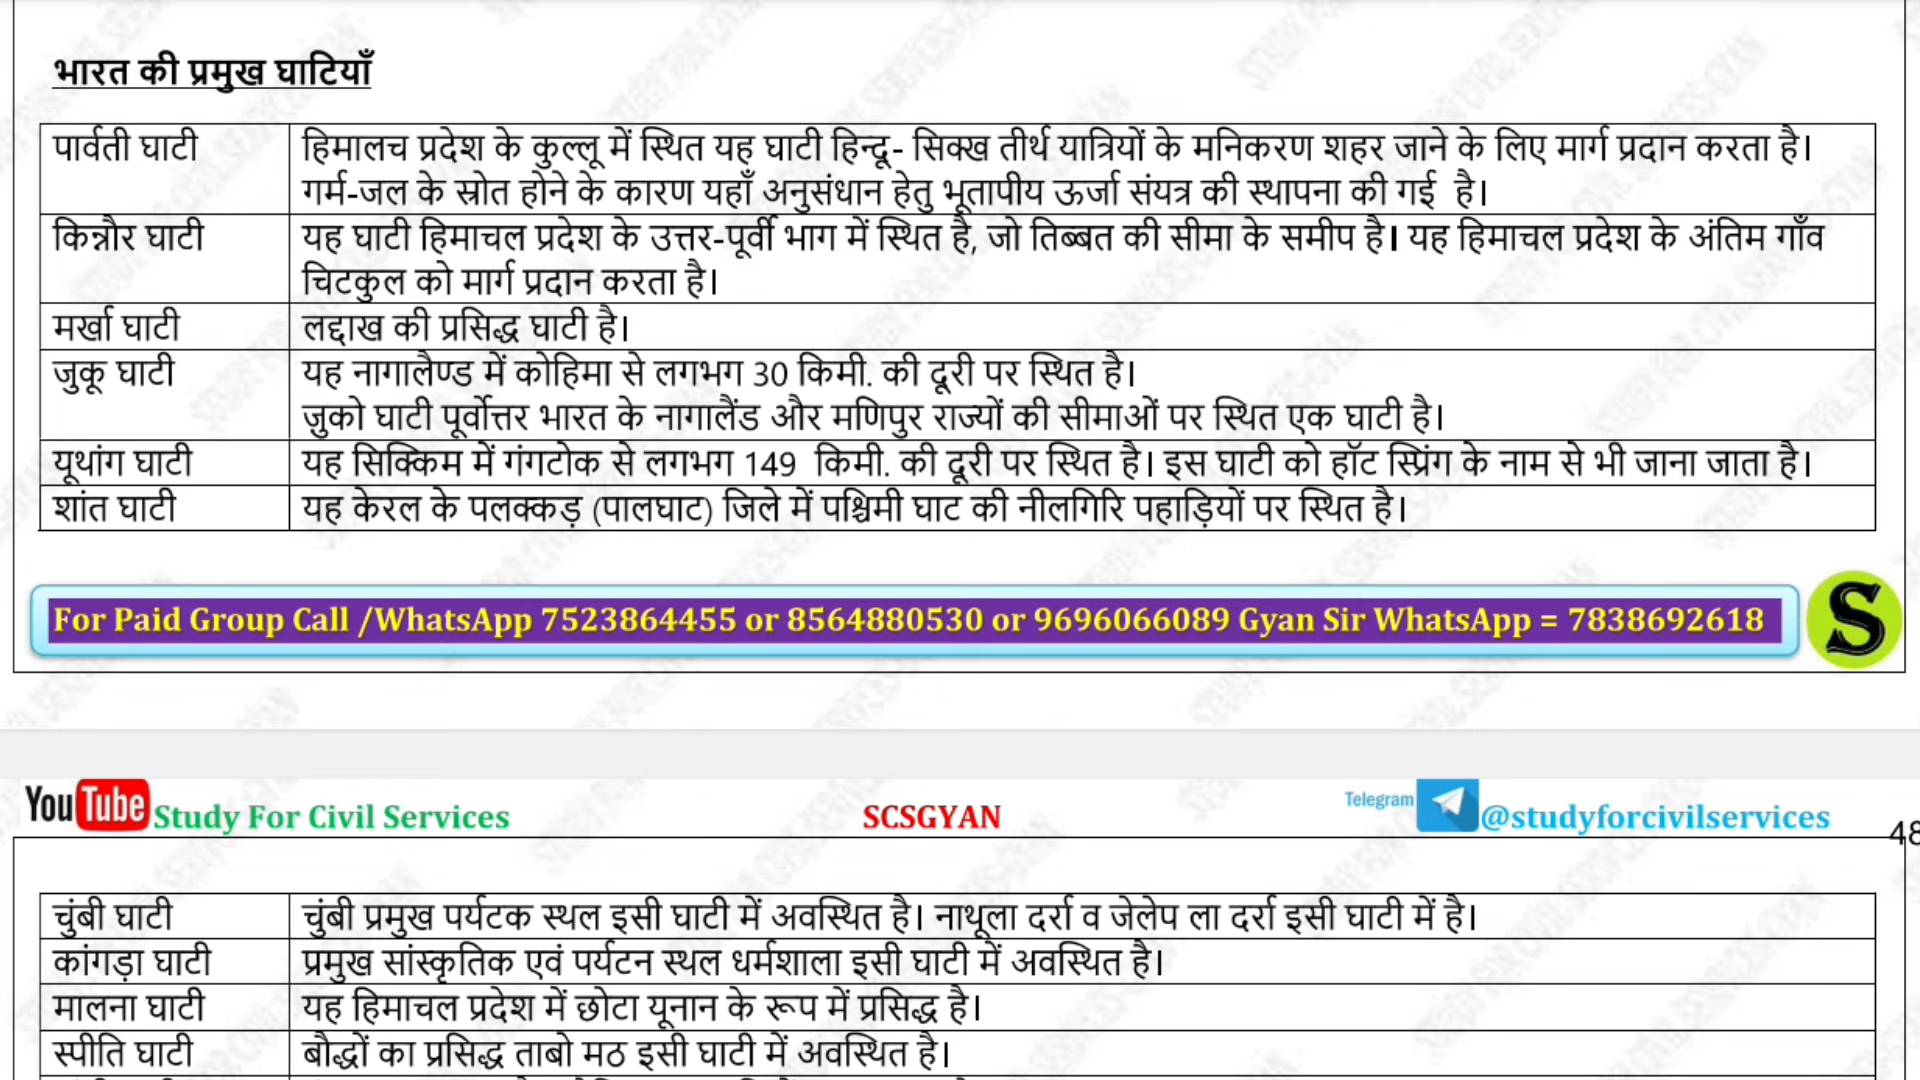 भारत की प्रमुख घाटियाँ
पार्वती घाटी
हिमालच प्रदेश के कुल्लू में स्थित यह घाटी हिन्दू- सिक्ख तीर्थ यात्रियों के मनिकरण शहर जाने के लिए मार्ग प्रदान करता है।
गर्म-जल के स्रोत होने के कारण यहाँ अनुसंधान हेतु भूतापीय ऊर्जा संयत्र की स्थापना की गई है।
किन्नौर घाटी
यह घाटी हिमाचल प्रदेश के उत्तर-पूर्वी भाग में स्थित है, जो तिब्बत की सीमा के समीप है। यह हिमाचल प्रदेश के अंतिम गाँव
चिटकुल को मार्ग प्रदान करता है।
मर्खा घाटी
लद्दाख की प्रसिद्ध घाटी है।
जुकू घाटी
यह नागालैण्ड में कोहिमा से लगभग 30 किमी. की दूरी पर स्थित है।
ज़ुको घाटी पूर्वोत्तर भारत के नागालैंड और मणिपुर राज्यों की सीमाओं पर स्थित एक घाटी है।
यूथांग घाटी
यह सिक्किम में गंगटोक से लगभग 149 किमी. की दूरी पर स्थित है। इस घाटी को हॉट स्प्रिंग के नाम से भी जाना जाता है।
शांत घाटी
यह केरल के पलक्कड़ (पालघाट) जिले में पश्चिमी घाट की नीलगिरि पहाड़ियों पर स्थित है।
For Paid Group Call /WhatsApp 7523864455 or 8564880530 or 9696066089 Gyan Sir WhatsApp = 7838692618
S
YouTube Study For Civil Services
SCSGYAN
Telegram @studyforcivilservices
48
चुंबी घाटी
चुंबी प्रमुख पर्यटक स्थल इसी घाटी में अवस्थित है। नाथूला दर्रा व जेलेप ला दर्रा इसी घाटी में है।
कांगड़ा घाटी
प्रमुख सांस्कृतिक एवं पर्यटन स्थल धर्मशाला इसी घाटी में अवस्थित है।
मालना घाटी
यह हिमाचल प्रदेश में छोटा यूनान के रूप में प्रसिद्ध है।
स्पीति घाटी
बौद्धों का प्रसिद्ध ताबो मठ इसी घाटी में अवस्थित है।